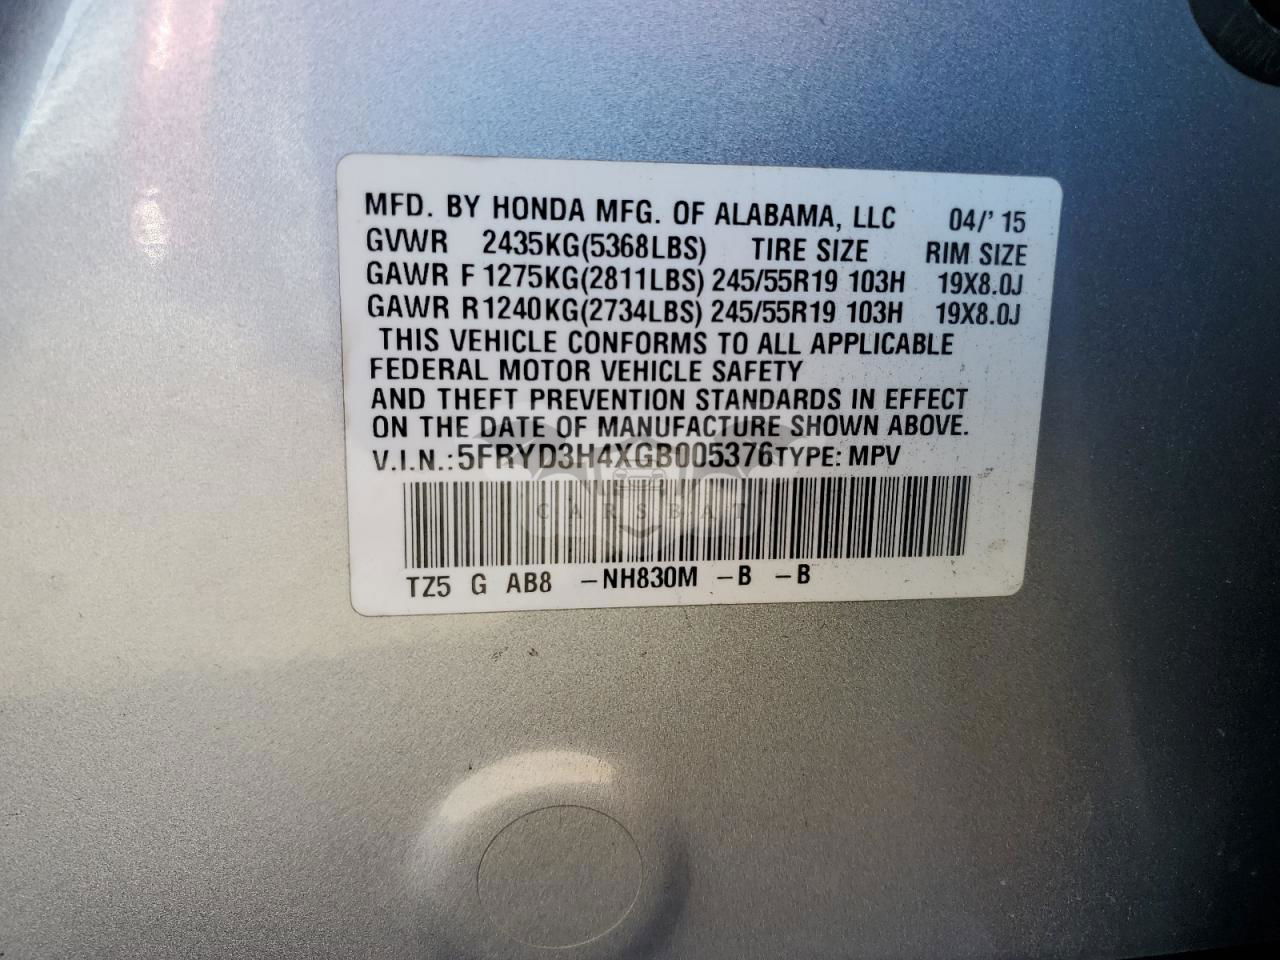 MFD. BY HONDA MFG. OF ALABAMA, LLC 04/'15
GVWR 2435KG(5368LBS) TIRE SIZE RIM SIZE
GAWR F 1275KG(2811LBS) 245/55R19 103H 19X8.0J
GAWR R 1240KG(2734LBS) 245/55R19 103H 19X8.0J
THIS VEHICLE CONFORMS TO ALL APPLICABLE
FEDERAL MOTOR VEHICLE SAFETY
AND THEFT PREVENTION STANDARDS IN EFFECT
ON THE DATE OF MANUFACTURE SHOWN ABOVE.
V.I.N.:5FRYD3H4XGB005376 TYPE: MPV
CARSBAT
TZ5 G AB8 -NH830M -B -B